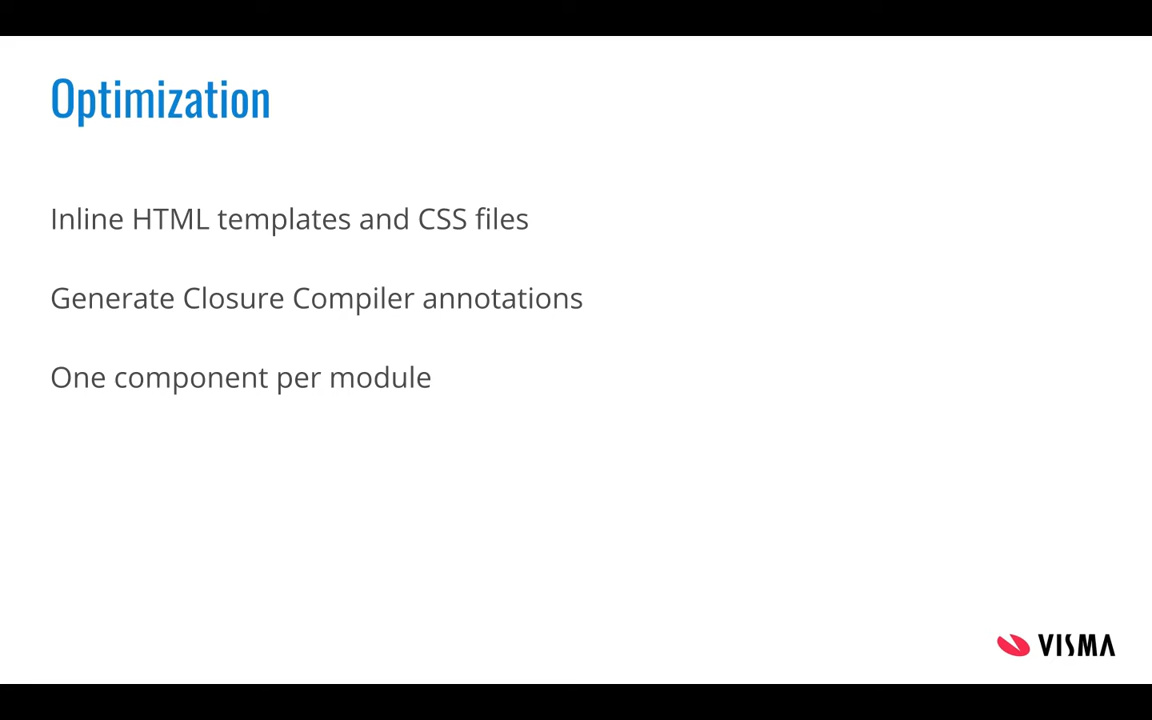 Optimization
Inline HTML templates and CSS files
Generate Closure Compiler annotations
One component per module
VISMA